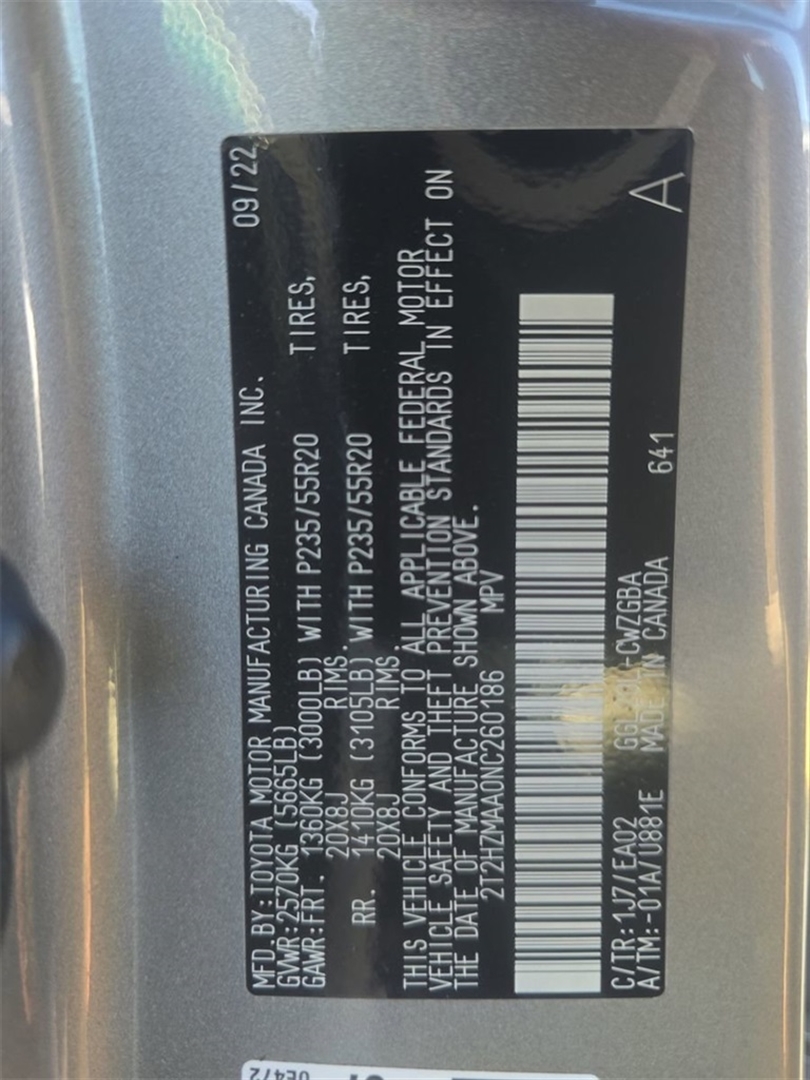 MFD.BY:TOYOTA MOTOR MANUFACTURING CANADA INC. 09/22
GVWR:2570KG (5665LB)
GAWR:FRT. 1360KG (3000LB) WITH P235/55R20 TIRES,
20X8J RIMS.
RR. 1410KG (3105LB) WITH P235/55R20 TIRES,
20X8J RIMS.
THIS VEHICLE CONFORMS TO ALL APPLICABLE FEDERAL MOTOR
VEHICLE SAFETY AND THEFT PREVENTION STANDARDS IN EFFECT ON
THE DATE OF MANUFACTURE SHOWN ABOVE.
2T2HZMAA0NC260186 MPV
C/TR:1J7/EA02
A/TM:-01A/U881E MADE IN CANADA 641
A
0E472